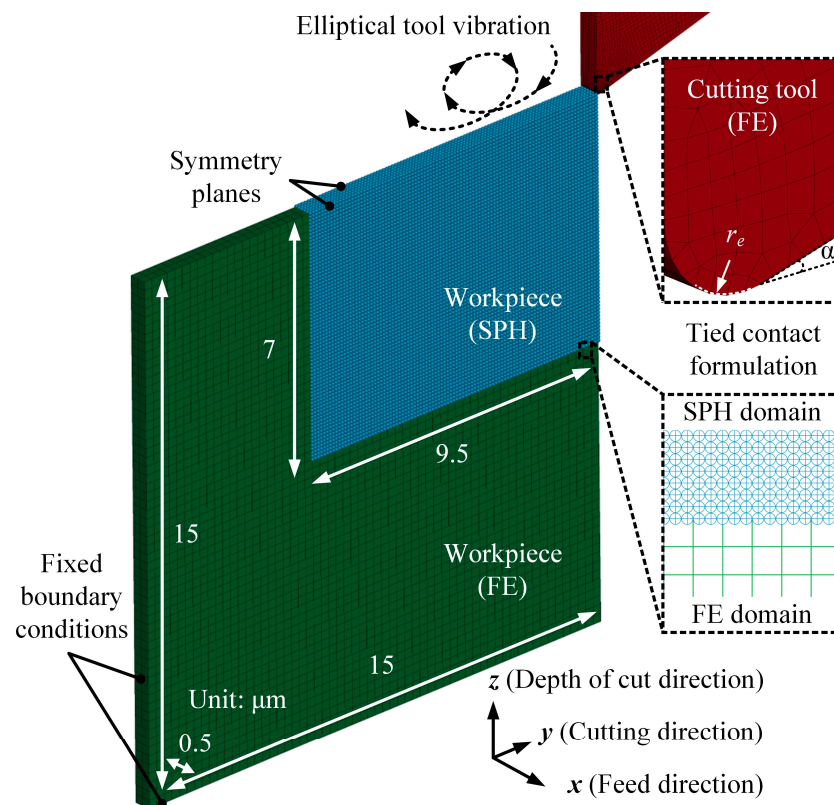 Elliptical tool vibration
Cutting tool
(FE)
Symmetry
planes
r_e
α
Workpiece
(SPH)
Tied contact
formulation
7
SPH domain
9.5
15
Workpiece
(FE)
Fixed
boundary
conditions
FE domain
15
z (Depth of cut direction)
Unit: μm
y (Cutting direction)
0.5
x (Feed direction)